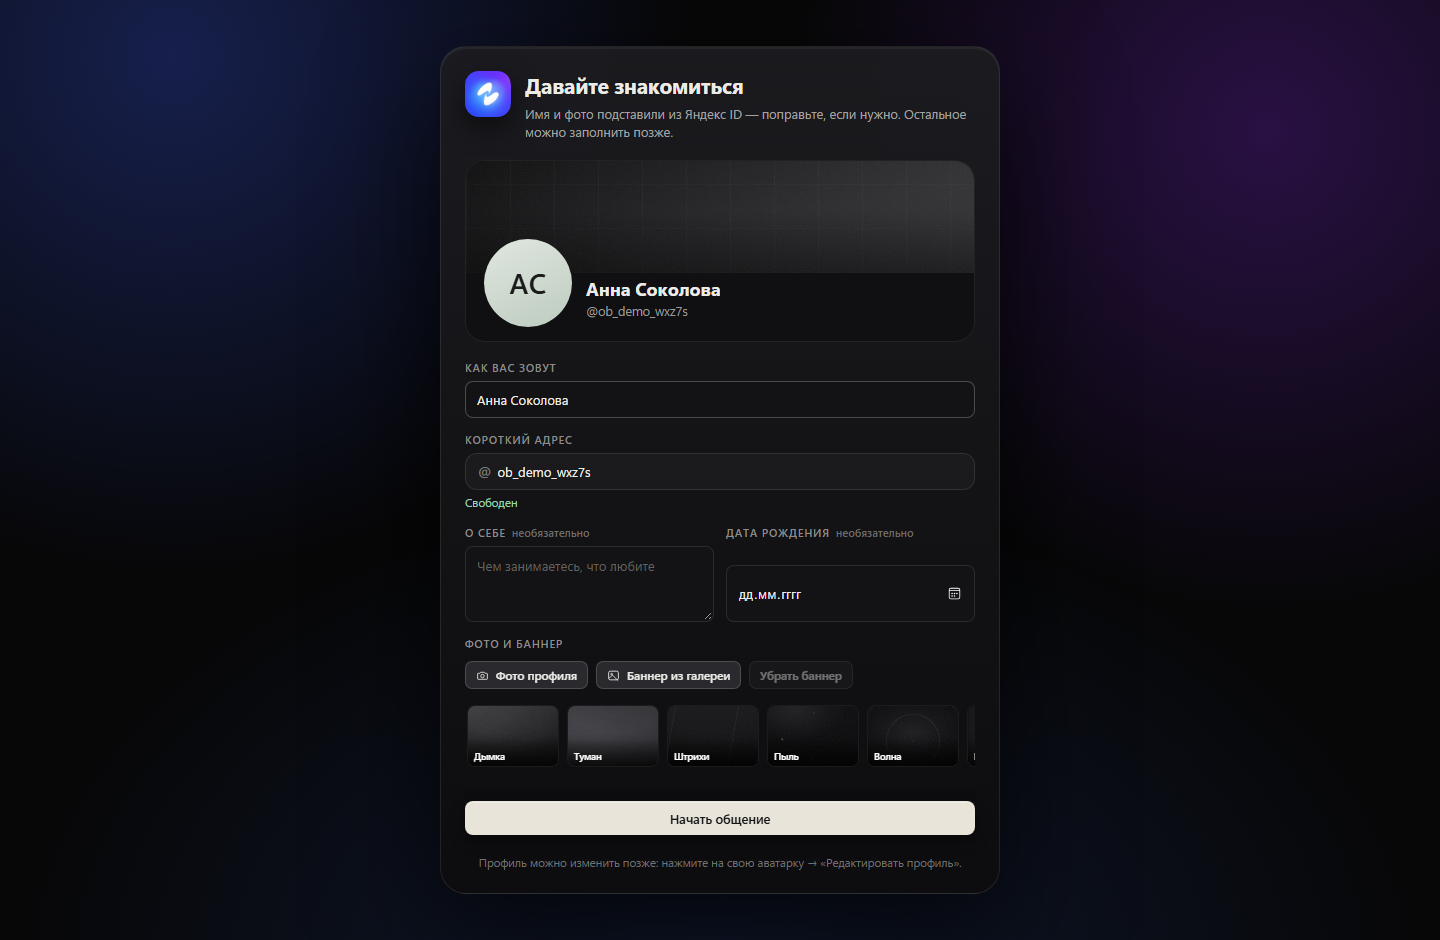 Давайте знакомиться
Имя и фото подставили из Яндекс ID — поправьте, если нужно. Остальное
можно заполнить позже.
АС
Анна Соколова
@ob_demo_wxz7s
КАК ВАС ЗОВУТ
Анна Соколова
КОРОТКИЙ АДРЕС
@ ob_demo_wxz7s
Свободен
О СЕБЕ необязательно
ДАТА РОЖДЕНИЯ необязательно
Чем занимаетесь, что любите
дд.мм.гггг
ФОТО И БАННЕР
Фото профиля
Баннер из галереи
Убрать баннер
Дымка
Туман
Штрихи
Пыль
Волна
Начать общение
Профиль можно изменить позже: нажмите на свою аватарку → «Редактировать профиль».